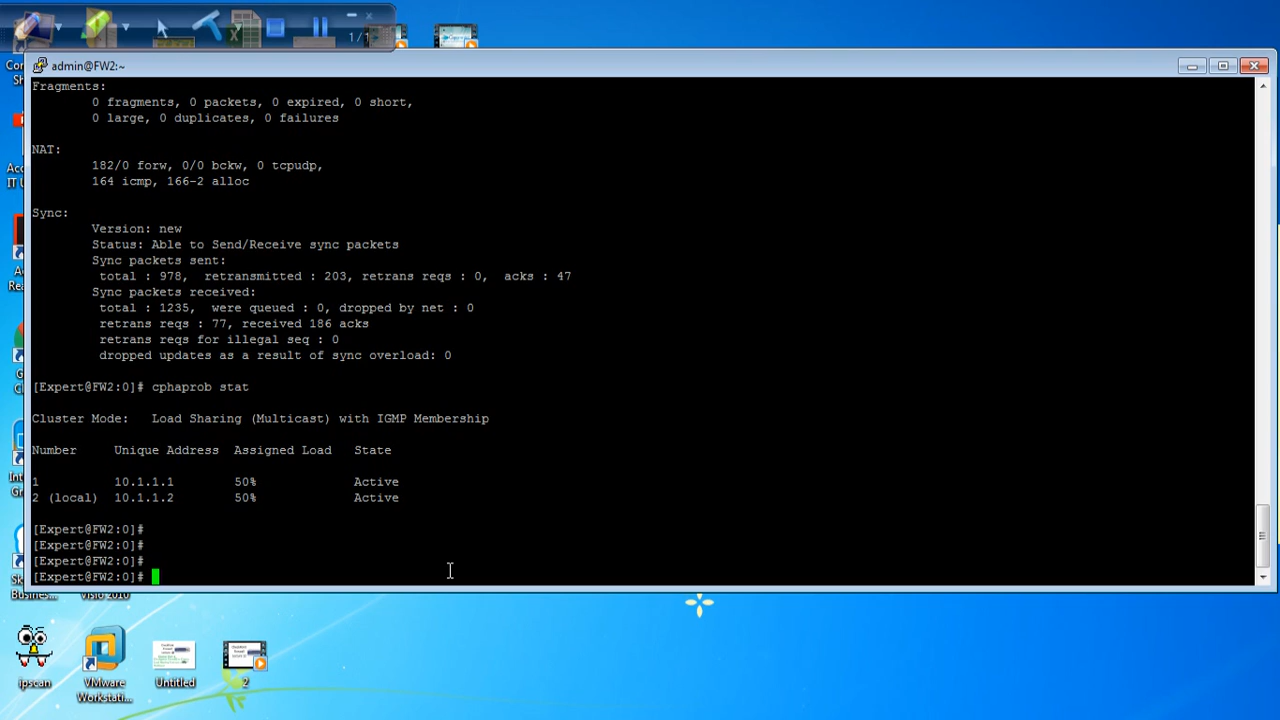 1/1
admin@FW2:~
Fragments:
0 fragments, 0 packets, 0 expired, 0 short,
0 large, 0 duplicates, 0 failures
NAT:
182/0 forw, 0/0 bckw, 0 tcpudp,
164 icmp, 166-2 alloc
Sync:
Version: new
Status: Able to Send/Receive sync packets
Sync packets sent:
total : 978, retransmitted : 203, retrans reqs : 0, acks : 47
Sync packets received:
total : 1235, were queued : 0, dropped by net : 0
retrans reqs : 77, received 186 acks
retrans reqs for illegal seq : 0
dropped updates as a result of sync overload: 0
[Expert@FW2:0]# cphaprob stat
Cluster Mode: Load Sharing (Multicast) with IGMP Membership
Number Unique Address Assigned Load State
1 10.1.1.1 50% Active
2 (local) 10.1.1.2 50% Active
[Expert@FW2:0]#
[Expert@FW2:0]#
[Expert@FW2:0]#
[Expert@FW2:0]#
Busines... Visio 2010
ipscan
VMware
Workstati...
Untitled
2